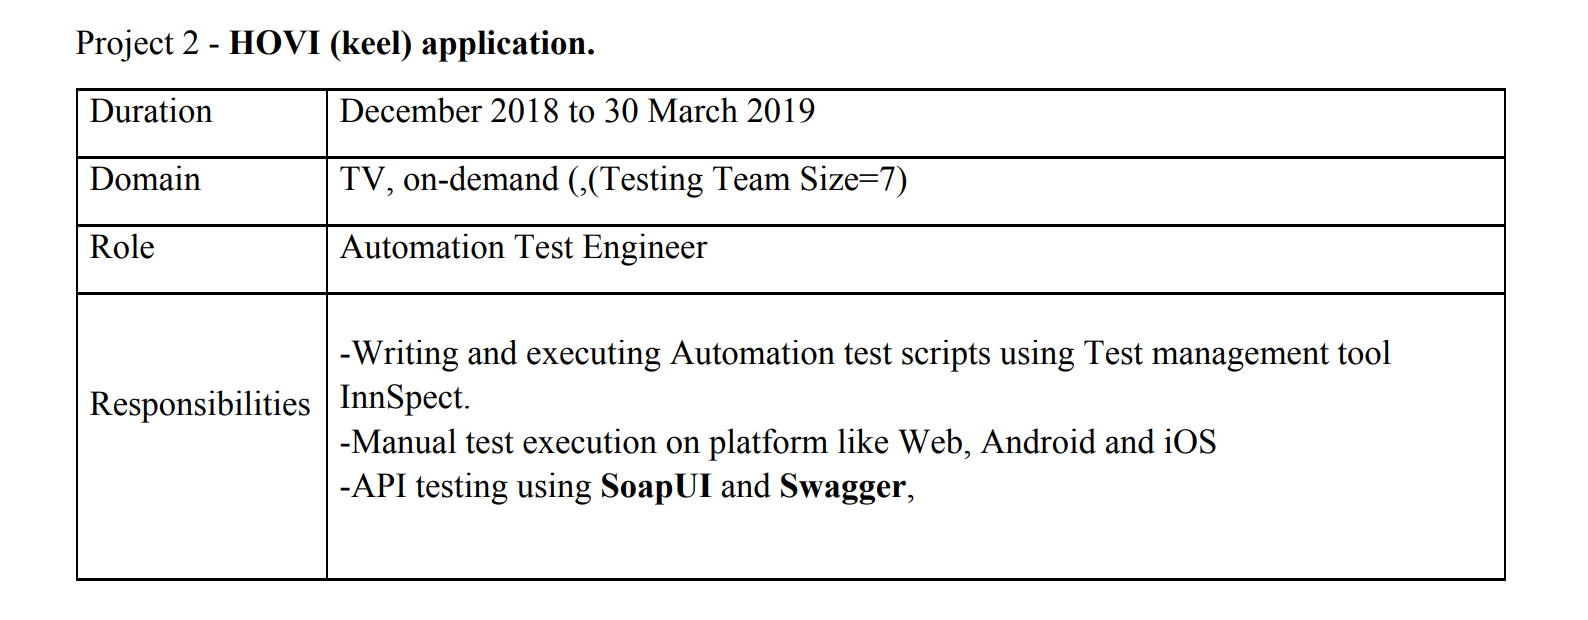 Project 2 - HOVI (keel) application.
Duration
December 2018 to 30 March 2019
Domain
TV, on-demand (,(Testing Team Size=7)
Role
Automation Test Engineer
Responsibilities
-Writing and executing Automation test scripts using Test management tool
InnSpect.
-Manual test execution on platform like Web, Android and iOS
-API testing using SoapUI and Swagger,